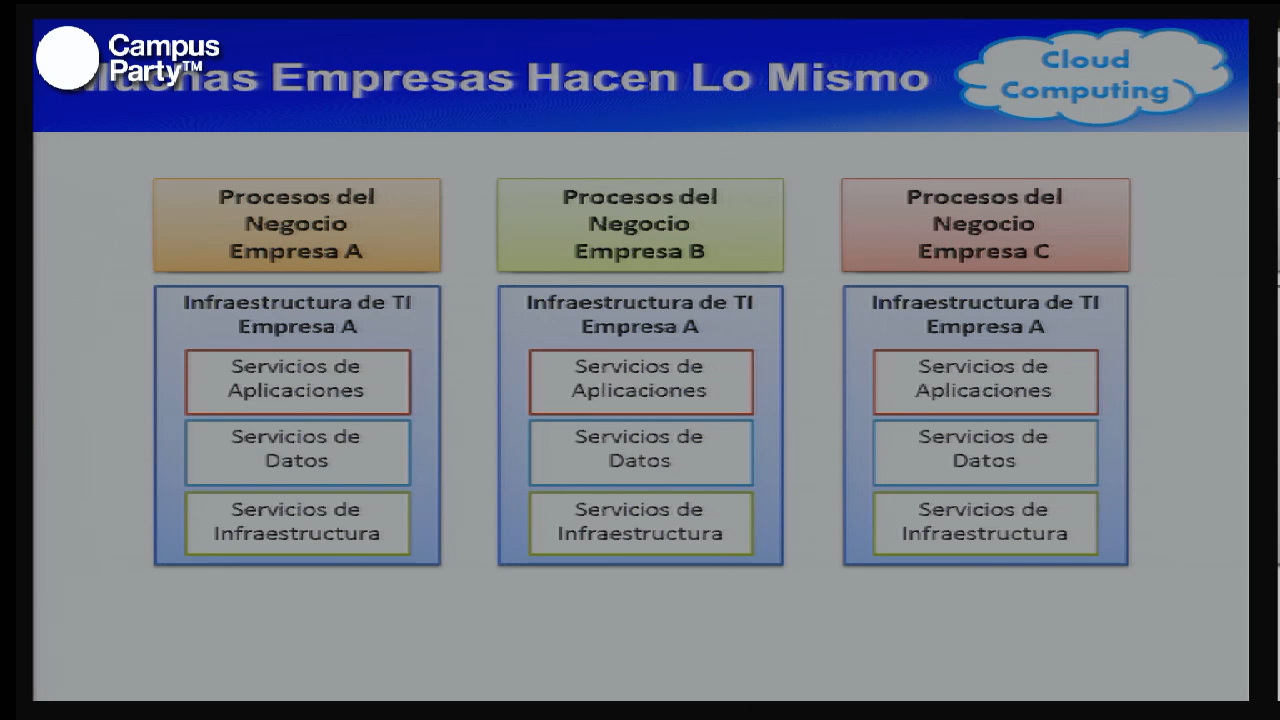 Campus
Party™
Muchas Empresas Hacen Lo Mismo
Cloud
Computing
Procesos del
Negocio
Empresa A
Procesos del
Negocio
Empresa B
Procesos del
Negocio
Empresa C
Infraestructura de TI
Empresa A
Servicios de
Aplicaciones
Servicios de
Datos
Servicios de
Infraestructura
Infraestructura de TI
Empresa A
Servicios de
Aplicaciones
Servicios de
Datos
Servicios de
Infraestructura
Infraestructura de TI
Empresa A
Servicios de
Aplicaciones
Servicios de
Datos
Servicios de
Infraestructura